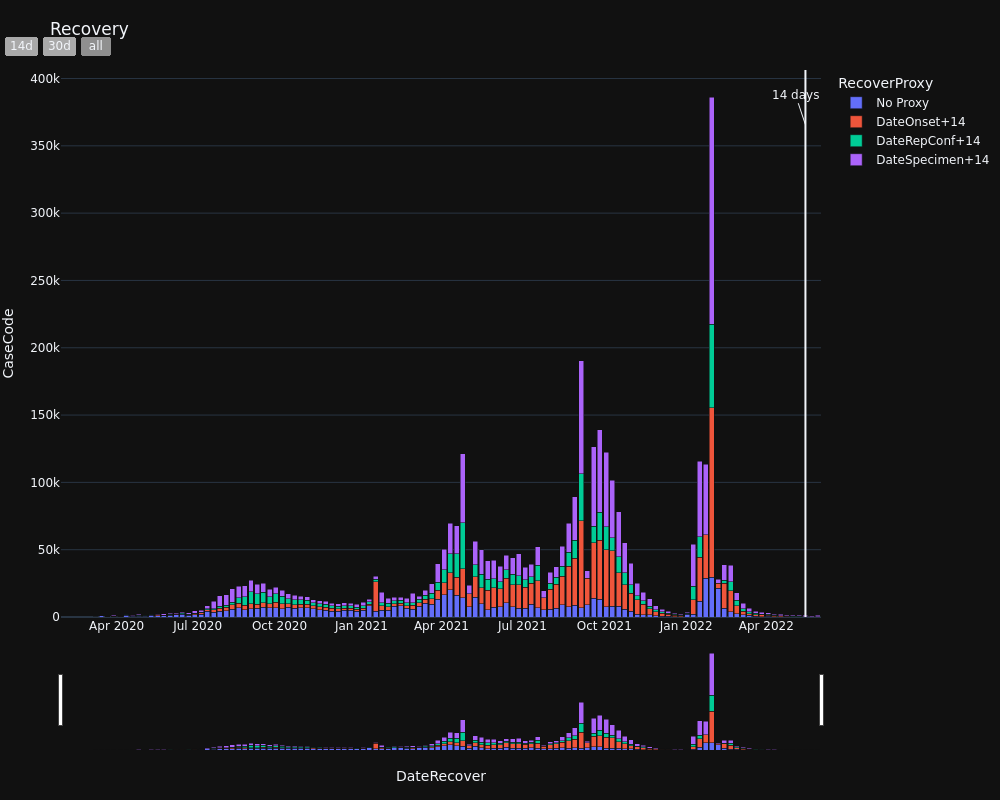 Recovery
14d 30d all
400k
350k
300k
250k
200k
150k
100k
50k
0
CaseCode
14 days
RecoverProxy
No Proxy
DateOnset+14
DateRepConf+14
DateSpecimen+14
Apr 2020 Jul 2020 Oct 2020 Jan 2021 Apr 2021 Jul 2021 Oct 2021 Jan 2022 Apr 2022
DateRecover